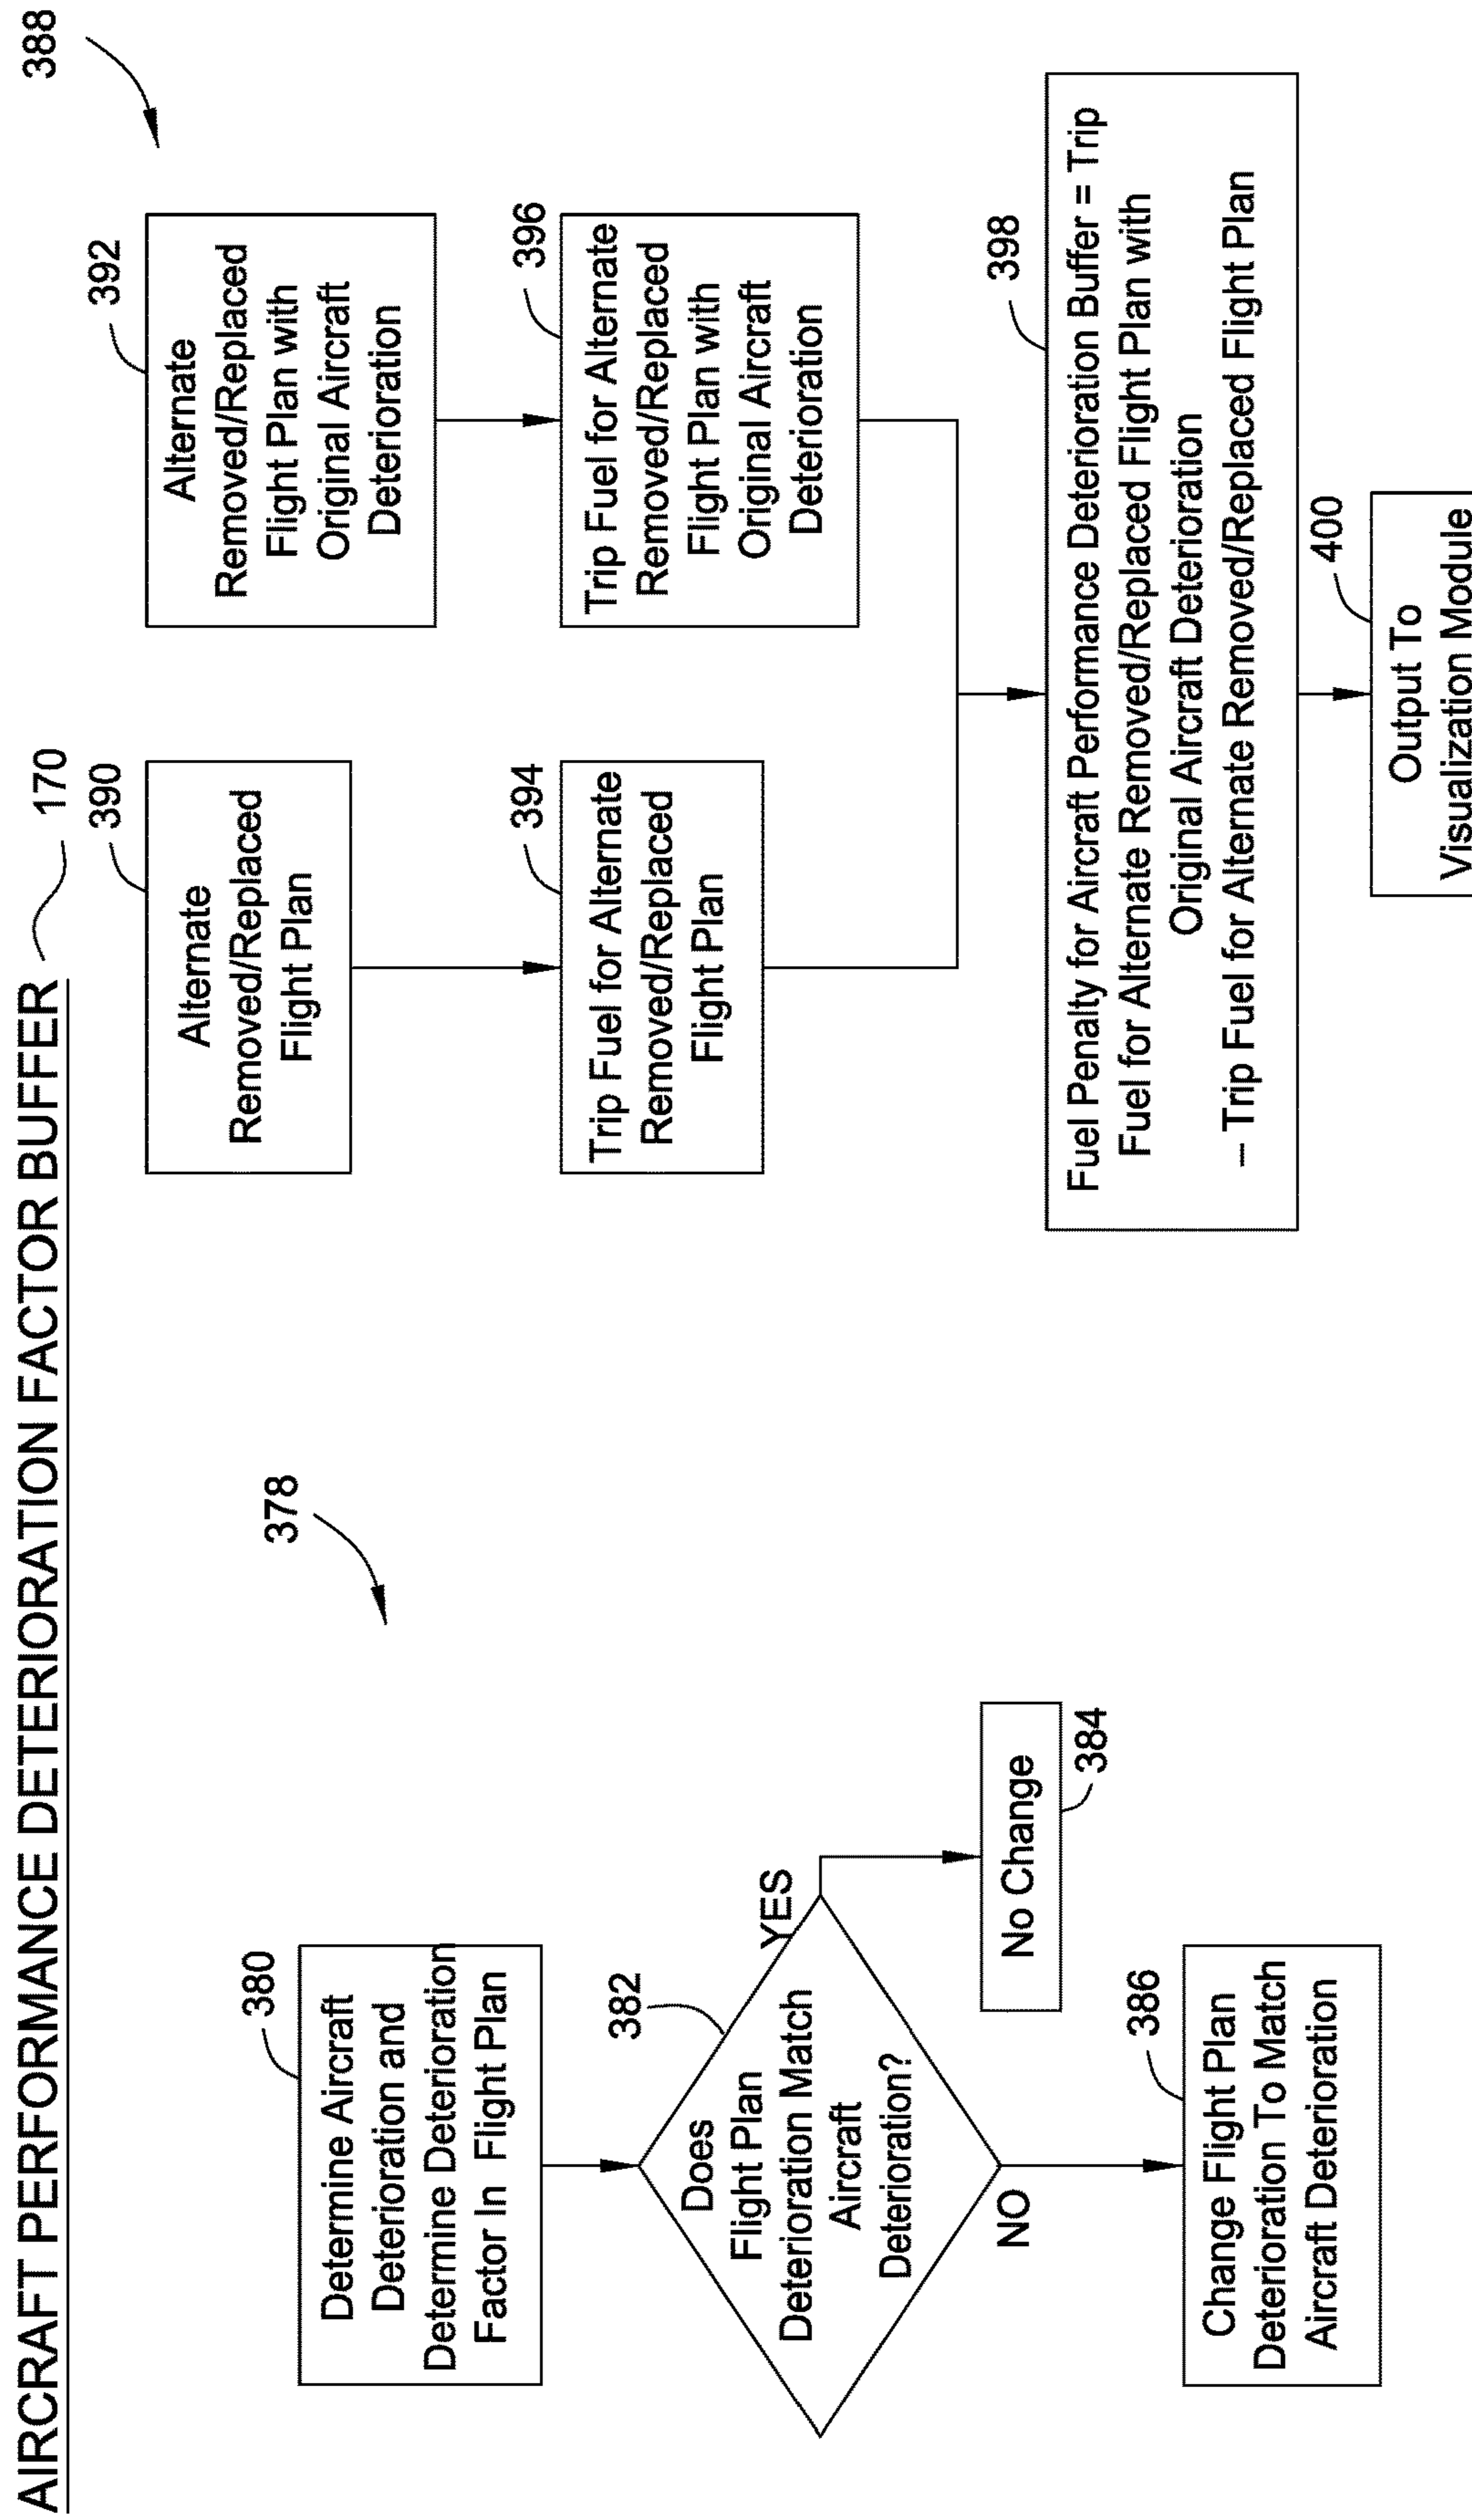 AIRCRAFT PERFORMANCE DETERIORATION FACTOR BUFFER
170
378
380
Determine Aircraft
Deterioration and
Determine Deterioration
Factor In Flight Plan
382
Does
Flight Plan
Deterioration Match
Aircraft
Deterioration?
YES
No Change
384
NO
386
Change Flight Plan
Deterioration To Match
Aircraft Deterioration
388
390
Alternate
Removed/Replaced
Flight Plan
392
Alternate
Removed/Replaced
Flight Plan with
Original Aircraft
Deterioration
394
Trip Fuel for Alternate
Removed/Replaced
Flight Plan
396
Trip Fuel for Alternate
Removed/Replaced
Flight Plan with
Original Aircraft
Deterioration
398
Fuel Penalty for Aircraft Performance Deterioration Buffer = Trip
Fuel for Alternate Removed/Replaced Flight Plan with
Original Aircraft Deterioration
– Trip Fuel for Alternate Removed/Replaced Flight Plan
400
Output To
Visualization Module